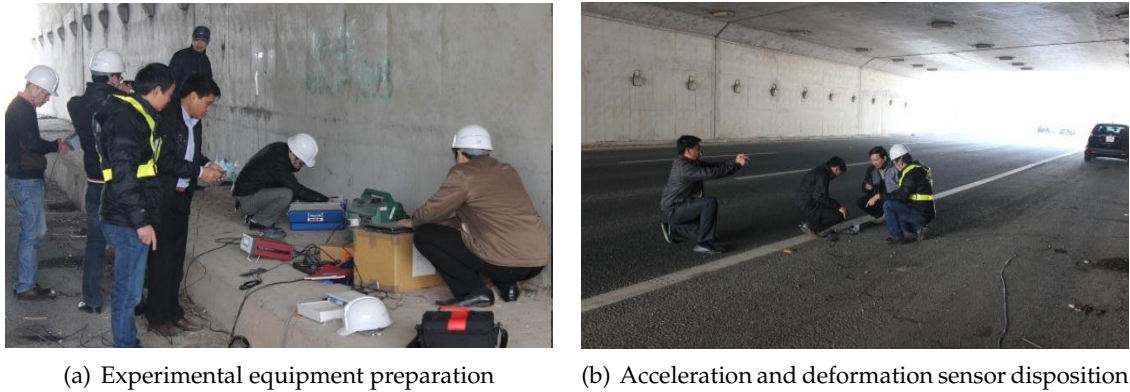 (a) Experimental equipment preparation
(b) Acceleration and deformation sensor disposition